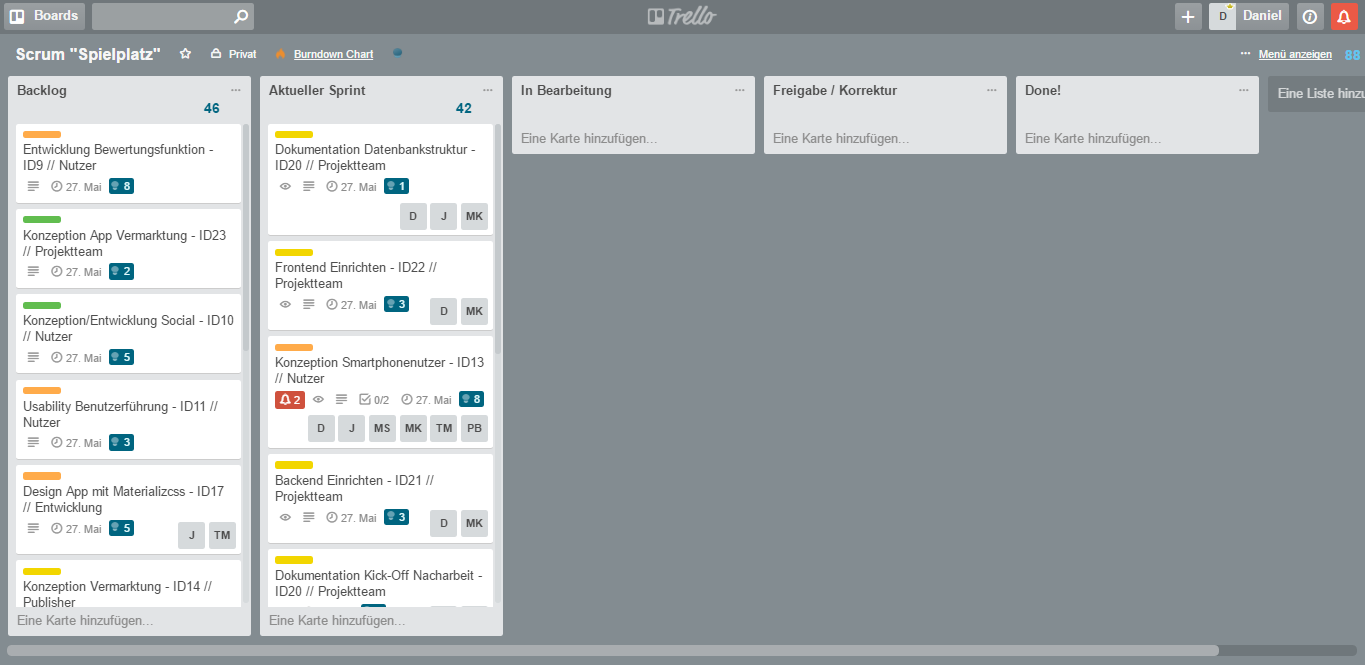 Boards
Trello
D Daniel
Scrum "Spielplatz"
Privat
Burndown Chart
Menü anzeigen
88
Backlog
46
Entwicklung Bewertungsfunktion -
ID9 // Nutzer
27. Mai 8
Konzeption App Vermarktung - ID23
// Projektteam
27. Mai 2
Konzeption/Entwicklung Social - ID10
// Nutzer
27. Mai 5
Usability Benutzerführung - ID11 //
Nutzer
27. Mai 3
Design App mit Materializcss - ID17
// Entwicklung
27. Mai 5
J TM
Konzeption Vermarktung - ID14 //
Publisher
Eine Karte hinzufügen...
Aktueller Sprint
42
Dokumentation Datenbankstruktur -
ID20 // Projektteam
27. Mai 1
D J MK
Frontend Einrichten - ID22 //
Projektteam
27. Mai 3
D MK
Konzeption Smartphonenutzer - ID13
// Nutzer
2 0/2 27. Mai 8
D J MS MK TM PB
Backend Einrichten - ID21 //
Projektteam
27. Mai 3
D MK
Dokumentation Kick-Off Nacharbeit -
ID20 // Projektteam
Eine Karte hinzufügen...
In Bearbeitung
Eine Karte hinzufügen...
Freigabe / Korrektur
Eine Karte hinzufügen...
Done!
Eine Karte hinzufügen...
Eine Liste hinzu